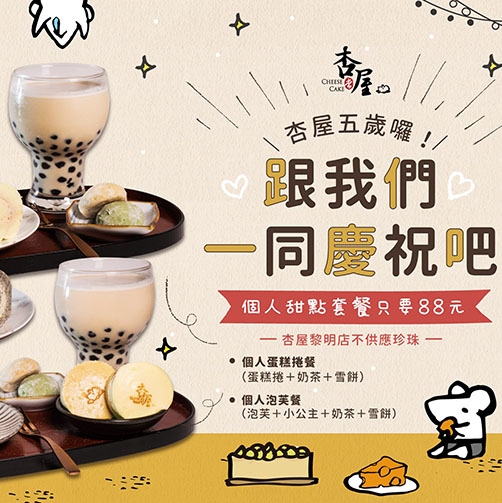 杏屋
CHEESE
CAKE
杏屋五歲囉！
跟我們
一同慶祝吧
個人甜點套餐只要88元
杏屋黎明店不供應珍珠
• 個人蛋糕捲餐
（蛋糕捲＋奶茶＋雪餅）
• 個人泡芙餐
（泡芙＋小公主＋奶茶＋雪餅）